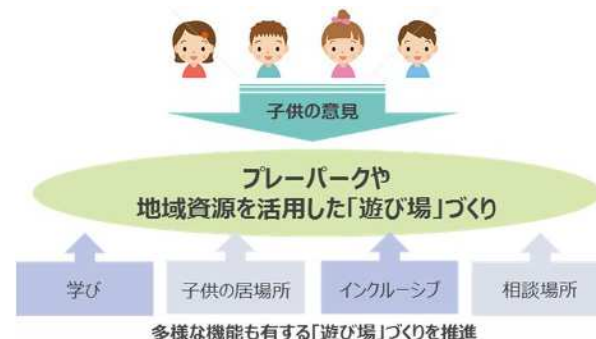 子供の意見
プレーパークや
地域資源を活用した「遊び場」づくり
学び
子供の居場所
インクルーシブ
相談場所
多様な機能も有する「遊び場」づくりを推進